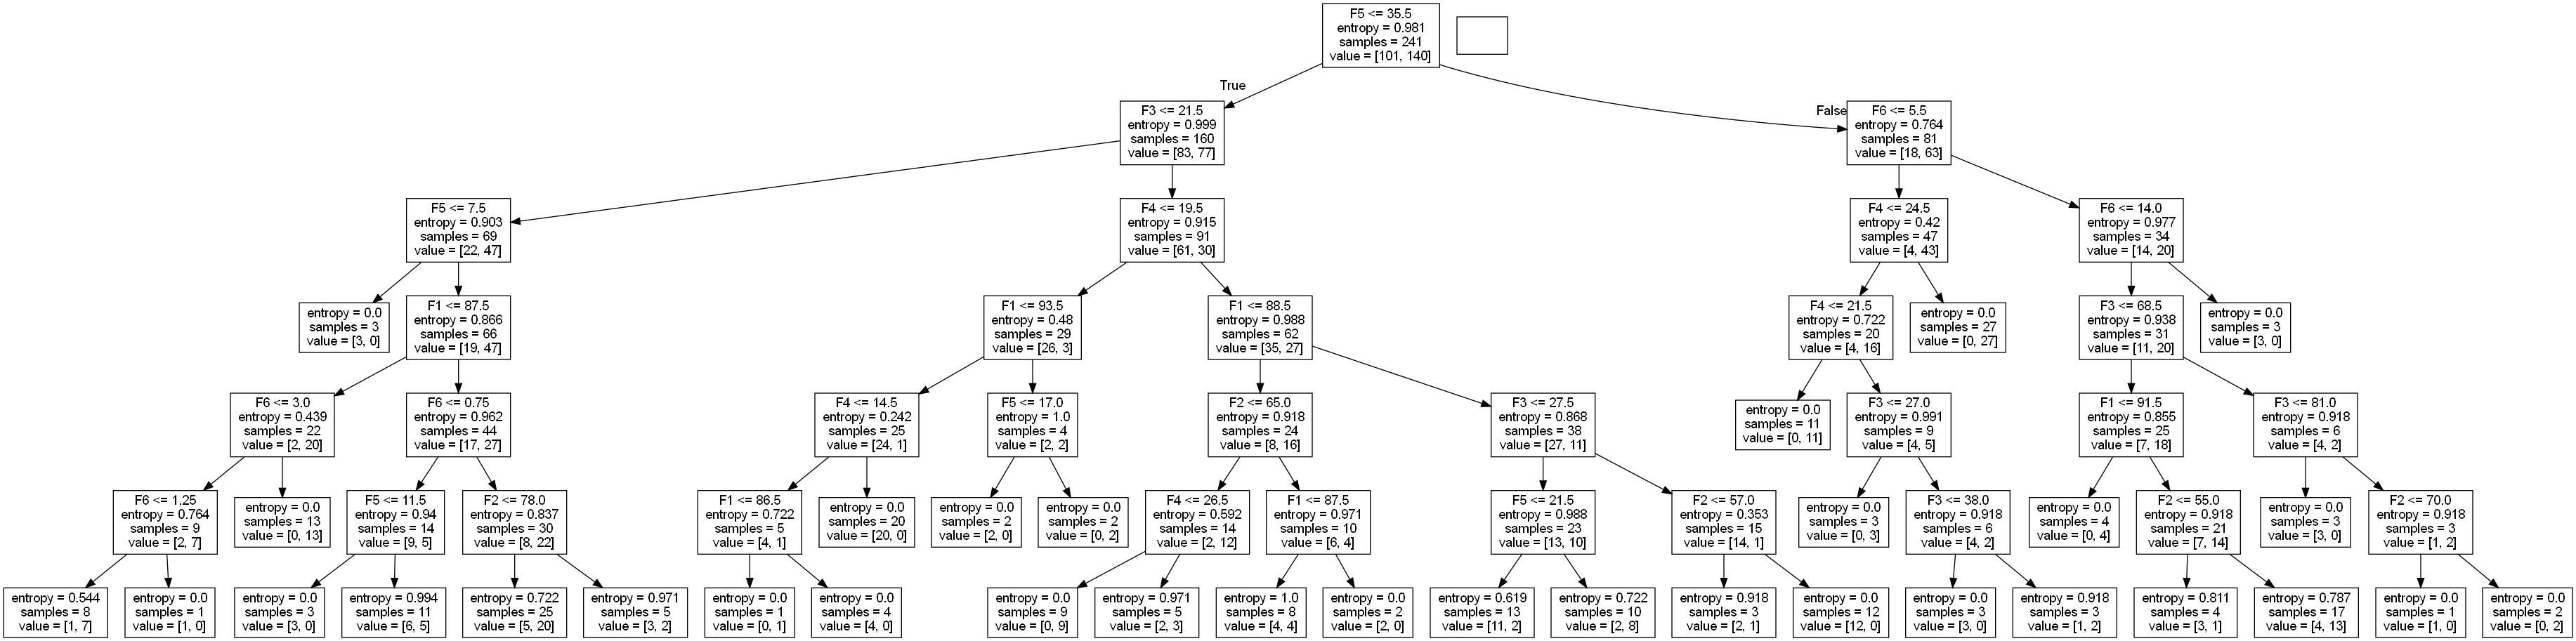 F5 <= 35.5
entropy = 0.981
samples = 241
value = [101, 140]
True
False
F3 <= 21.5
entropy = 0.999
samples = 160
value = [83, 77]
F6 <= 5.5
entropy = 0.764
samples = 81
value = [18, 63]
F5 <= 7.5
entropy = 0.903
samples = 69
value = [22, 47]
F4 <= 19.5
entropy = 0.915
samples = 91
value = [61, 30]
F4 <= 24.5
entropy = 0.42
samples = 47
value = [4, 43]
F6 <= 14.0
entropy = 0.977
samples = 34
value = [14, 20]
entropy = 0.0
samples = 3
value = [3, 0]
F1 <= 87.5
entropy = 0.866
samples = 66
value = [19, 47]
F1 <= 93.5
entropy = 0.48
samples = 29
value = [26, 3]
F1 <= 88.5
entropy = 0.988
samples = 62
value = [35, 27]
F4 <= 21.5
entropy = 0.722
samples = 20
value = [4, 16]
entropy = 0.0
samples = 27
value = [0, 27]
F3 <= 68.5
entropy = 0.938
samples = 31
value = [11, 20]
entropy = 0.0
samples = 3
value = [3, 0]
F6 <= 3.0
entropy = 0.439
samples = 22
value = [2, 20]
F6 <= 0.75
entropy = 0.962
samples = 44
value = [17, 27]
F4 <= 14.5
entropy = 0.242
samples = 25
value = [24, 1]
F5 <= 17.0
entropy = 1.0
samples = 4
value = [2, 2]
F2 <= 65.0
entropy = 0.918
samples = 24
value = [8, 16]
F3 <= 27.5
entropy = 0.868
samples = 38
value = [27, 11]
entropy = 0.0
samples = 11
value = [0, 11]
F3 <= 27.0
entropy = 0.991
samples = 9
value = [4, 5]
F1 <= 91.5
entropy = 0.855
samples = 25
value = [7, 18]
F3 <= 81.0
entropy = 0.918
samples = 6
value = [4, 2]
F6 <= 1.25
entropy = 0.764
samples = 9
value = [2, 7]
entropy = 0.0
samples = 13
value = [0, 13]
F5 <= 11.5
entropy = 0.94
samples = 14
value = [9, 5]
F2 <= 78.0
entropy = 0.837
samples = 30
value = [8, 22]
F1 <= 86.5
entropy = 0.722
samples = 5
value = [4, 1]
entropy = 0.0
samples = 20
value = [20, 0]
entropy = 0.0
samples = 2
value = [2, 0]
entropy = 0.0
samples = 2
value = [0, 2]
F4 <= 26.5
entropy = 0.592
samples = 14
value = [2, 12]
F1 <= 87.5
entropy = 0.971
samples = 10
value = [6, 4]
F5 <= 21.5
entropy = 0.988
samples = 23
value = [13, 10]
F2 <= 57.0
entropy = 0.353
samples = 15
value = [14, 1]
entropy = 0.0
samples = 3
value = [0, 3]
F3 <= 38.0
entropy = 0.918
samples = 6
value = [4, 2]
entropy = 0.0
samples = 4
value = [0, 4]
F2 <= 55.0
entropy = 0.918
samples = 21
value = [7, 14]
entropy = 0.0
samples = 3
value = [3, 0]
F2 <= 70.0
entropy = 0.918
samples = 3
value = [1, 2]
entropy = 0.544
samples = 8
value = [1, 7]
entropy = 0.0
samples = 1
value = [1, 0]
entropy = 0.0
samples = 3
value = [3, 0]
entropy = 0.994
samples = 11
value = [6, 5]
entropy = 0.722
samples = 25
value = [5, 20]
entropy = 0.971
samples = 5
value = [3, 2]
entropy = 0.0
samples = 1
value = [0, 1]
entropy = 0.0
samples = 4
value = [4, 0]
entropy = 0.0
samples = 9
value = [0, 9]
entropy = 0.971
samples = 5
value = [2, 3]
entropy = 1.0
samples = 8
value = [4, 4]
entropy = 0.0
samples = 2
value = [2, 0]
entropy = 0.619
samples = 13
value = [11, 2]
entropy = 0.722
samples = 10
value = [2, 8]
entropy = 0.918
samples = 3
value = [2, 1]
entropy = 0.0
samples = 12
value = [12, 0]
entropy = 0.0
samples = 3
value = [3, 0]
entropy = 0.918
samples = 3
value = [1, 2]
entropy = 0.811
samples = 4
value = [3, 1]
entropy = 0.787
samples = 17
value = [4, 13]
entropy = 0.0
samples = 1
value = [1, 0]
entropy = 0.0
samples = 2
value = [0, 2]